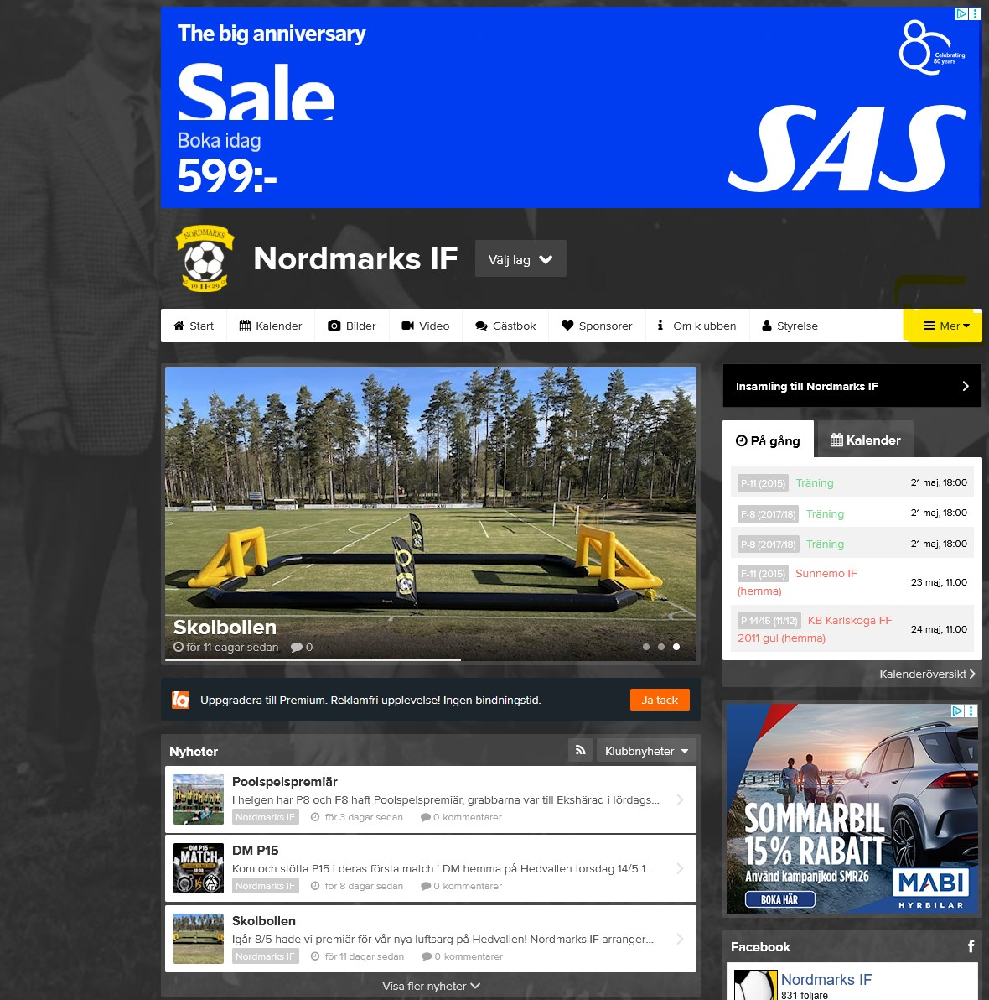 The big anniversary
Sale
Boka idag
599:-
Celebrating
80 years
SAS
NORDMARKS
19 IF 29
Nordmarks IF
Välj lag
Start
Kalender
Bilder
Video
Gästbok
Sponsorer
Om klubben
Styrelse
Mer
Skolbollen
för 11 dagar sedan
0
Uppgradera till Premium. Reklamfri upplevelse! Ingen bindningstid.
Ja tack
Nyheter
Klubbnyheter
Poolspelspremiär
I helgen har P8 och F8 haft Poolspelspremiär, grabbarna var till Ekshärad i lördags...
Nordmarks IF
för 3 dagar sedan
0 kommentarer
DM P15
MATCH
DM P15
Kom och stötta P15 i deras första match i DM hemma på Hedvallen torsdag 14/5 1...
Nordmarks IF
för 8 dagar sedan
0 kommentarer
Skolbollen
Igår 8/5 hade vi premiär för vår nya luftsarg på Hedvallen! Nordmarks IF arranger...
Nordmarks IF
för 11 dagar sedan
0 kommentarer
Visa fler nyheter
Insamling till Nordmarks IF
På gång
Kalender
P-11 (2015) Träning 21 maj, 18:00
F-8 (2017/18) Träning 21 maj, 18:00
P-8 (2017/18) Träning 21 maj, 18:00
F-11 (2015) Sunnemo IF
(hemma)
23 maj, 11:00
P-14/15 (11/12) KB Karlskoga FF
2011 gul (hemma)
24 maj, 11:00
Kalenderöversikt
SOMMARBIL
15% RABATT
Använd kampanjkod SMR26
BOKA HÄR
MABI
HYRBILAR
Facebook
Nordmarks IF
831 följare